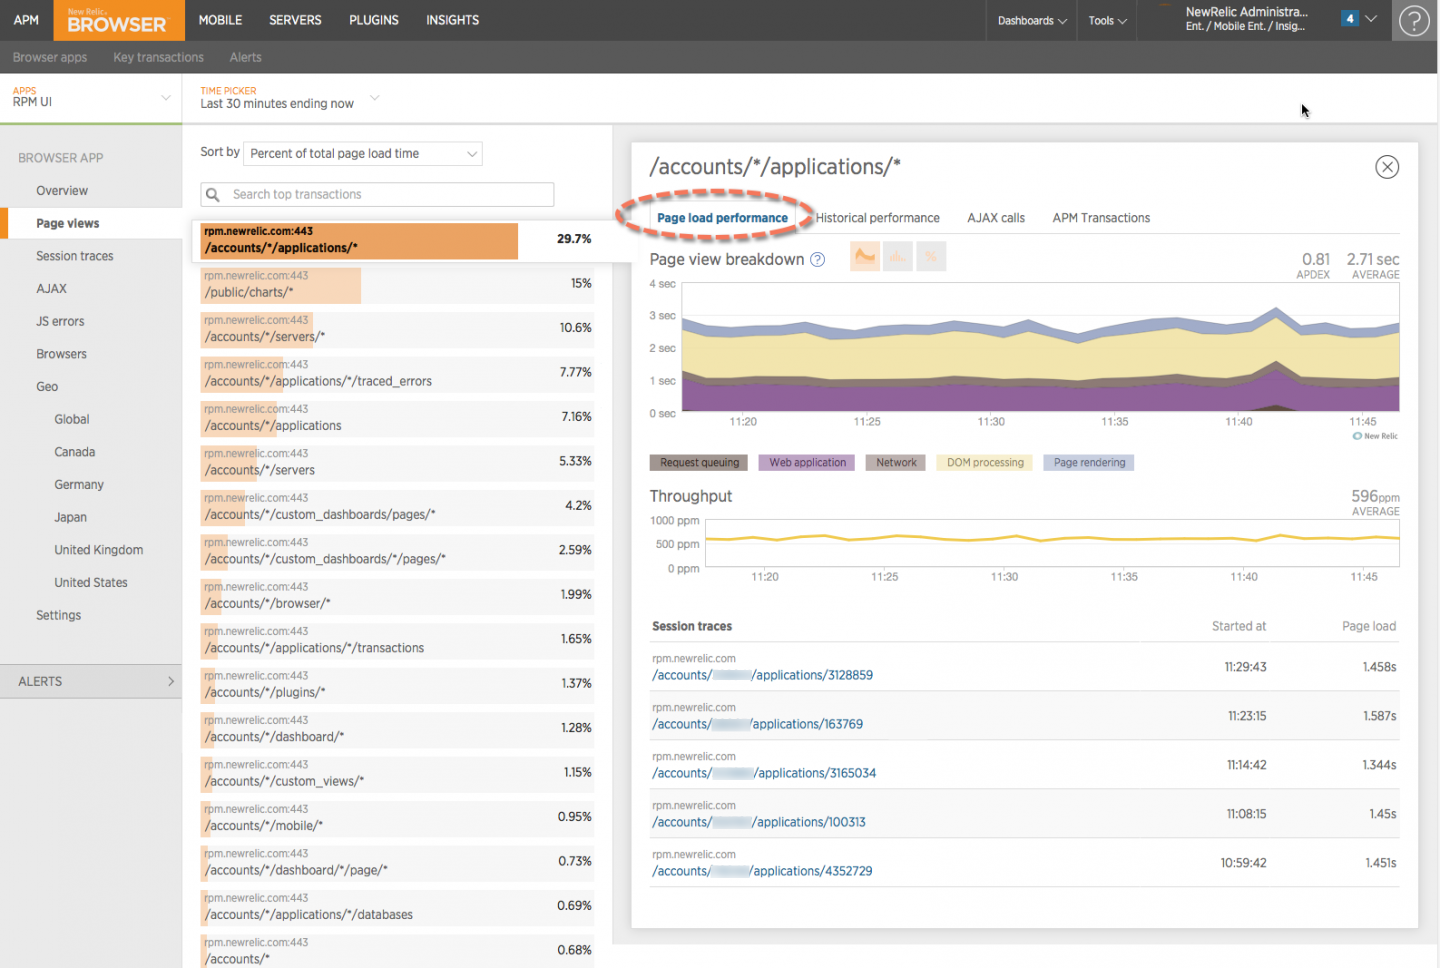 APM
New Relic.
BROWSER
MOBILE
SERVERS
PLUGINS
INSIGHTS
Dashboards
Tools
NewRelic Administra...
Ent. / Mobile Ent. / Insig...
4
?
Browser apps
Key transactions
Alerts
APPS
RPM UI
TIME PICKER
Last 30 minutes ending now
BROWSER APP
Overview
Page views
Session traces
AJAX
JS errors
Browsers
Geo
Global
Canada
Germany
Japan
United Kingdom
United States
Settings
ALERTS
Sort by
Percent of total page load time
Search top transactions
rpm.newrelic.com:443
/accounts/*/applications/*
29.7%
rpm.newrelic.com:443
/public/charts/*
15%
rpm.newrelic.com:443
/accounts/*/servers/*
10.6%
rpm.newrelic.com:443
/accounts/*/applications/*/traced_errors
7.77%
rpm.newrelic.com:443
/accounts/*/applications
7.16%
rpm.newrelic.com:443
/accounts/*/servers
5.33%
rpm.newrelic.com:443
/accounts/*/custom_dashboards/pages/*
4.2%
rpm.newrelic.com:443
/accounts/*/custom_dashboards/*/pages/*
2.59%
rpm.newrelic.com:443
/accounts/*/browser/*
1.99%
rpm.newrelic.com:443
/accounts/*/applications/*/transactions
1.65%
rpm.newrelic.com:443
/accounts/*/plugins/*
1.37%
rpm.newrelic.com:443
/accounts/*/dashboard/*
1.28%
rpm.newrelic.com:443
/accounts/*/custom_views/*
1.15%
rpm.newrelic.com:443
/accounts/*/mobile/*
0.95%
rpm.newrelic.com:443
/accounts/*/dashboard/*/page/*
0.73%
rpm.newrelic.com:443
/accounts/*/applications/*/databases
0.69%
rpm.newrelic.com:443
/accounts/*
0.68%
/accounts/*/applications/*
Page load performance
Historical performance
AJAX calls
APM Transactions
Page view breakdown ?
%
0.81
APDEX
2.71 sec
AVERAGE
4 sec
3 sec
2 sec
1 sec
0 sec
11:20
11:25
11:30
11:35
11:40
11:45
New Relic
Request queuing
Web application
Network
DOM processing
Page rendering
Throughput
596ppm
AVERAGE
1000 ppm
500 ppm
0 ppm
11:20
11:25
11:30
11:35
11:40
11:45
Session traces
Started at
Page load
rpm.newrelic.com
/accounts/ /applications/3128859
11:29:43
1.458s
rpm.newrelic.com
/accounts/ /applications/163769
11:23:15
1.587s
rpm.newrelic.com
/accounts/ /applications/3165034
11:14:42
1.344s
rpm.newrelic.com
/accounts/ /applications/100313
11:08:15
1.45s
rpm.newrelic.com
/accounts/ /applications/4352729
10:59:42
1.451s